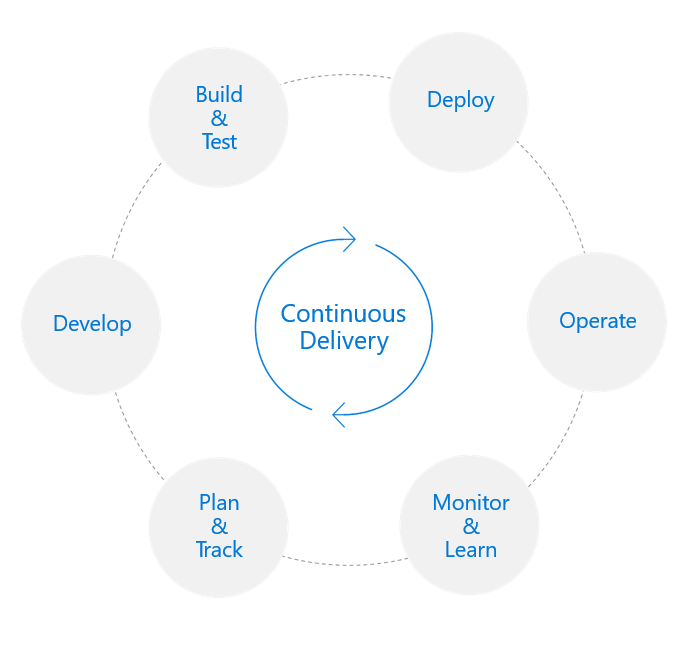 Build
&
Test
Deploy
Develop
Continuous
Delivery
Operate
Plan
&
Track
Monitor
&
Learn